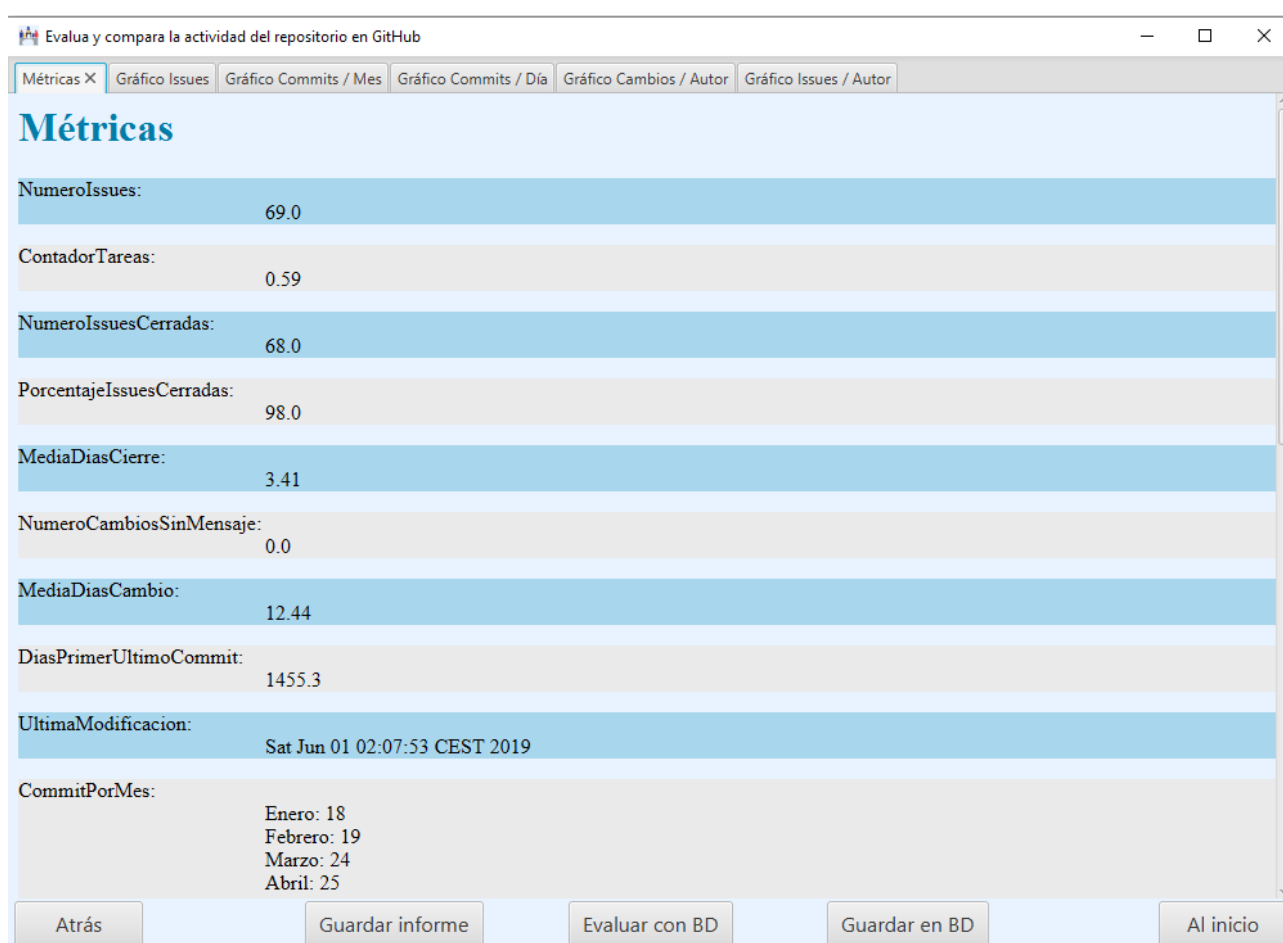 Evalua y compara la actividad del repositorio en GitHub
Métricas Gráfico Issues Gráfico Commits / Mes Gráfico Commits / Día Gráfico Cambios / Autor Gráfico Issues / Autor
Métricas
NumeroIssues:
69.0
ContadorTareas:
0.59
NumeroIssuesCerradas:
68.0
PorcentajeIssuesCerradas:
98.0
MediaDiasCierre:
3.41
NumeroCambiosSinMensaje:
0.0
MediaDiasCambio:
12.44
DiasPrimerUltimoCommit:
1455.3
UltimaModificacion:
Sat Jun 01 02:07:53 CEST 2019
CommitPorMes:
Enero: 18
Febrero: 19
Marzo: 24
Abril: 25
Atrás Guardar informe Evaluar con BD Guardar en BD Al inicio